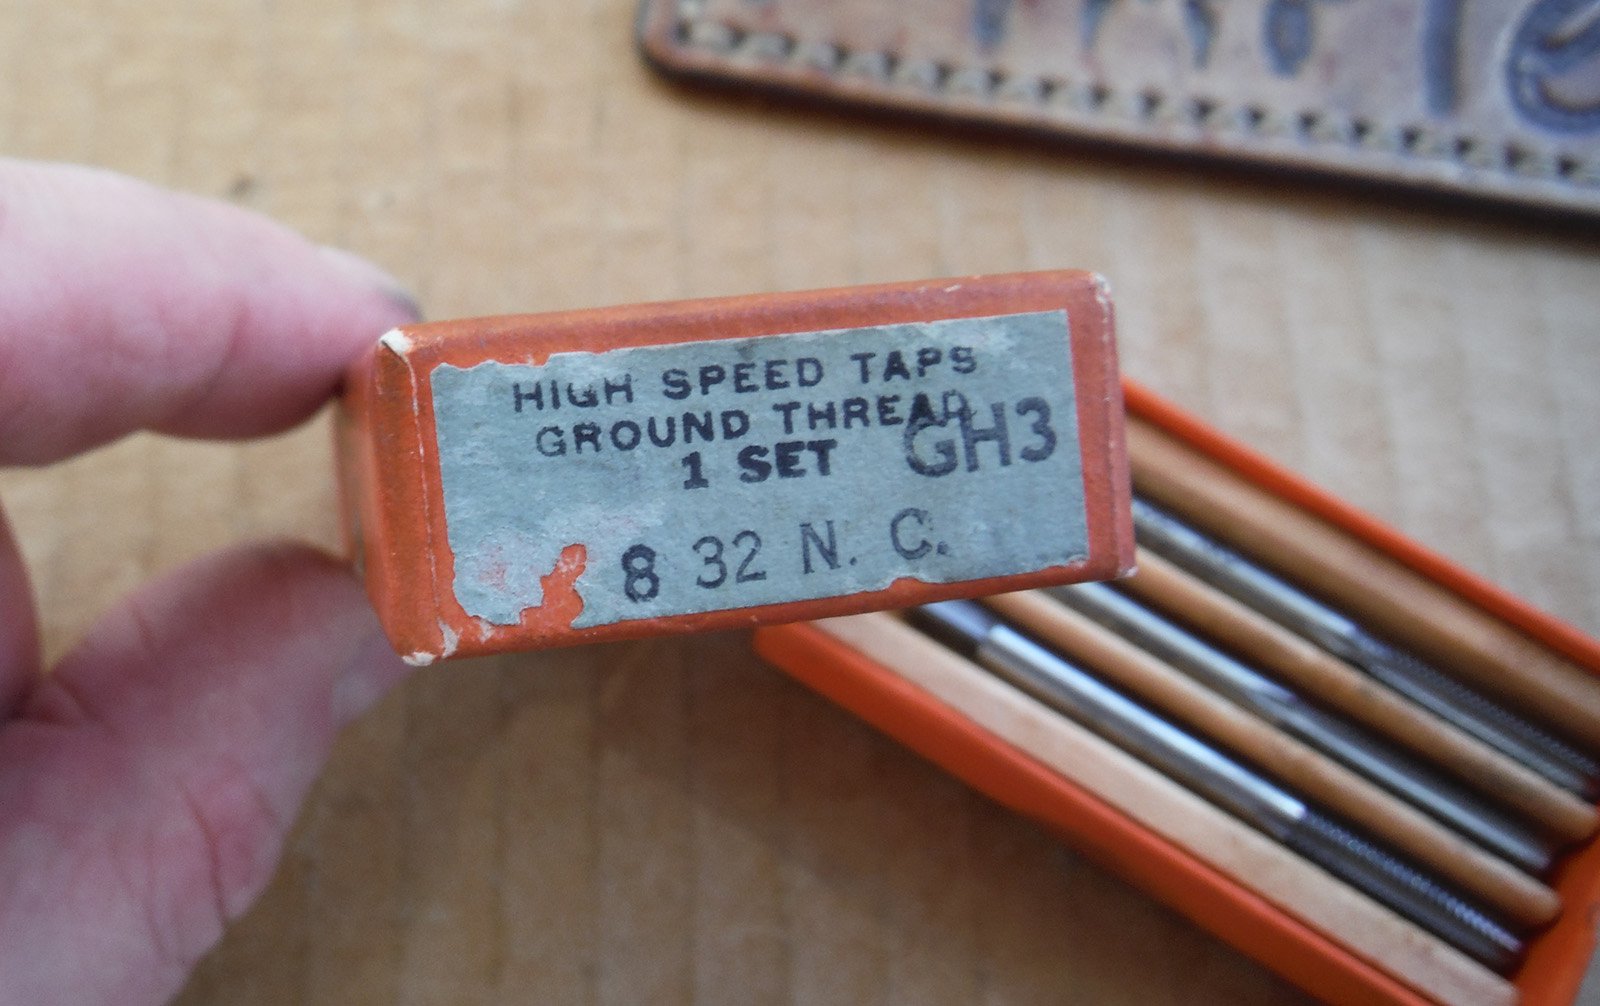 HIGH SPEED TAPS
GROUND THREAD
1 SET GH3
8 32 N. C.